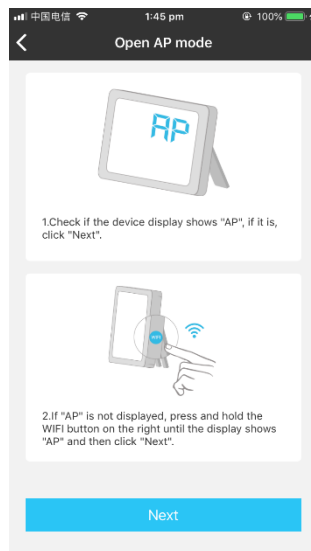 中国电信 1:45 pm 100%
Open AP mode
AP
1.Check if the device display shows "AP", if it is,
click "Next".
WIFI
2.If "AP" is not displayed, press and hold the
WIFI button on the right until the display shows
"AP" and then click "Next".
Next